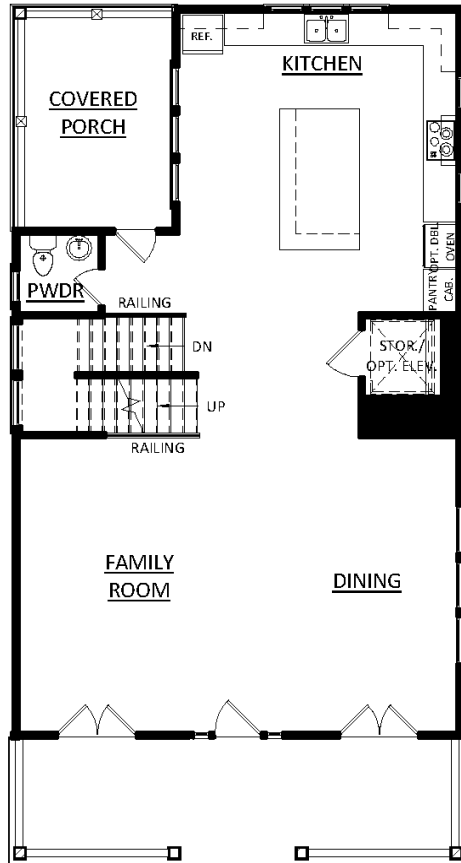 REF.
KITCHEN
COVERED
PORCH
OPT. DBL.
OVEN
PANTRY
CAB.
PWDR
RAILING
DN
STOR./
OPT. ELEV.
UP
RAILING
FAMILY
ROOM
DINING